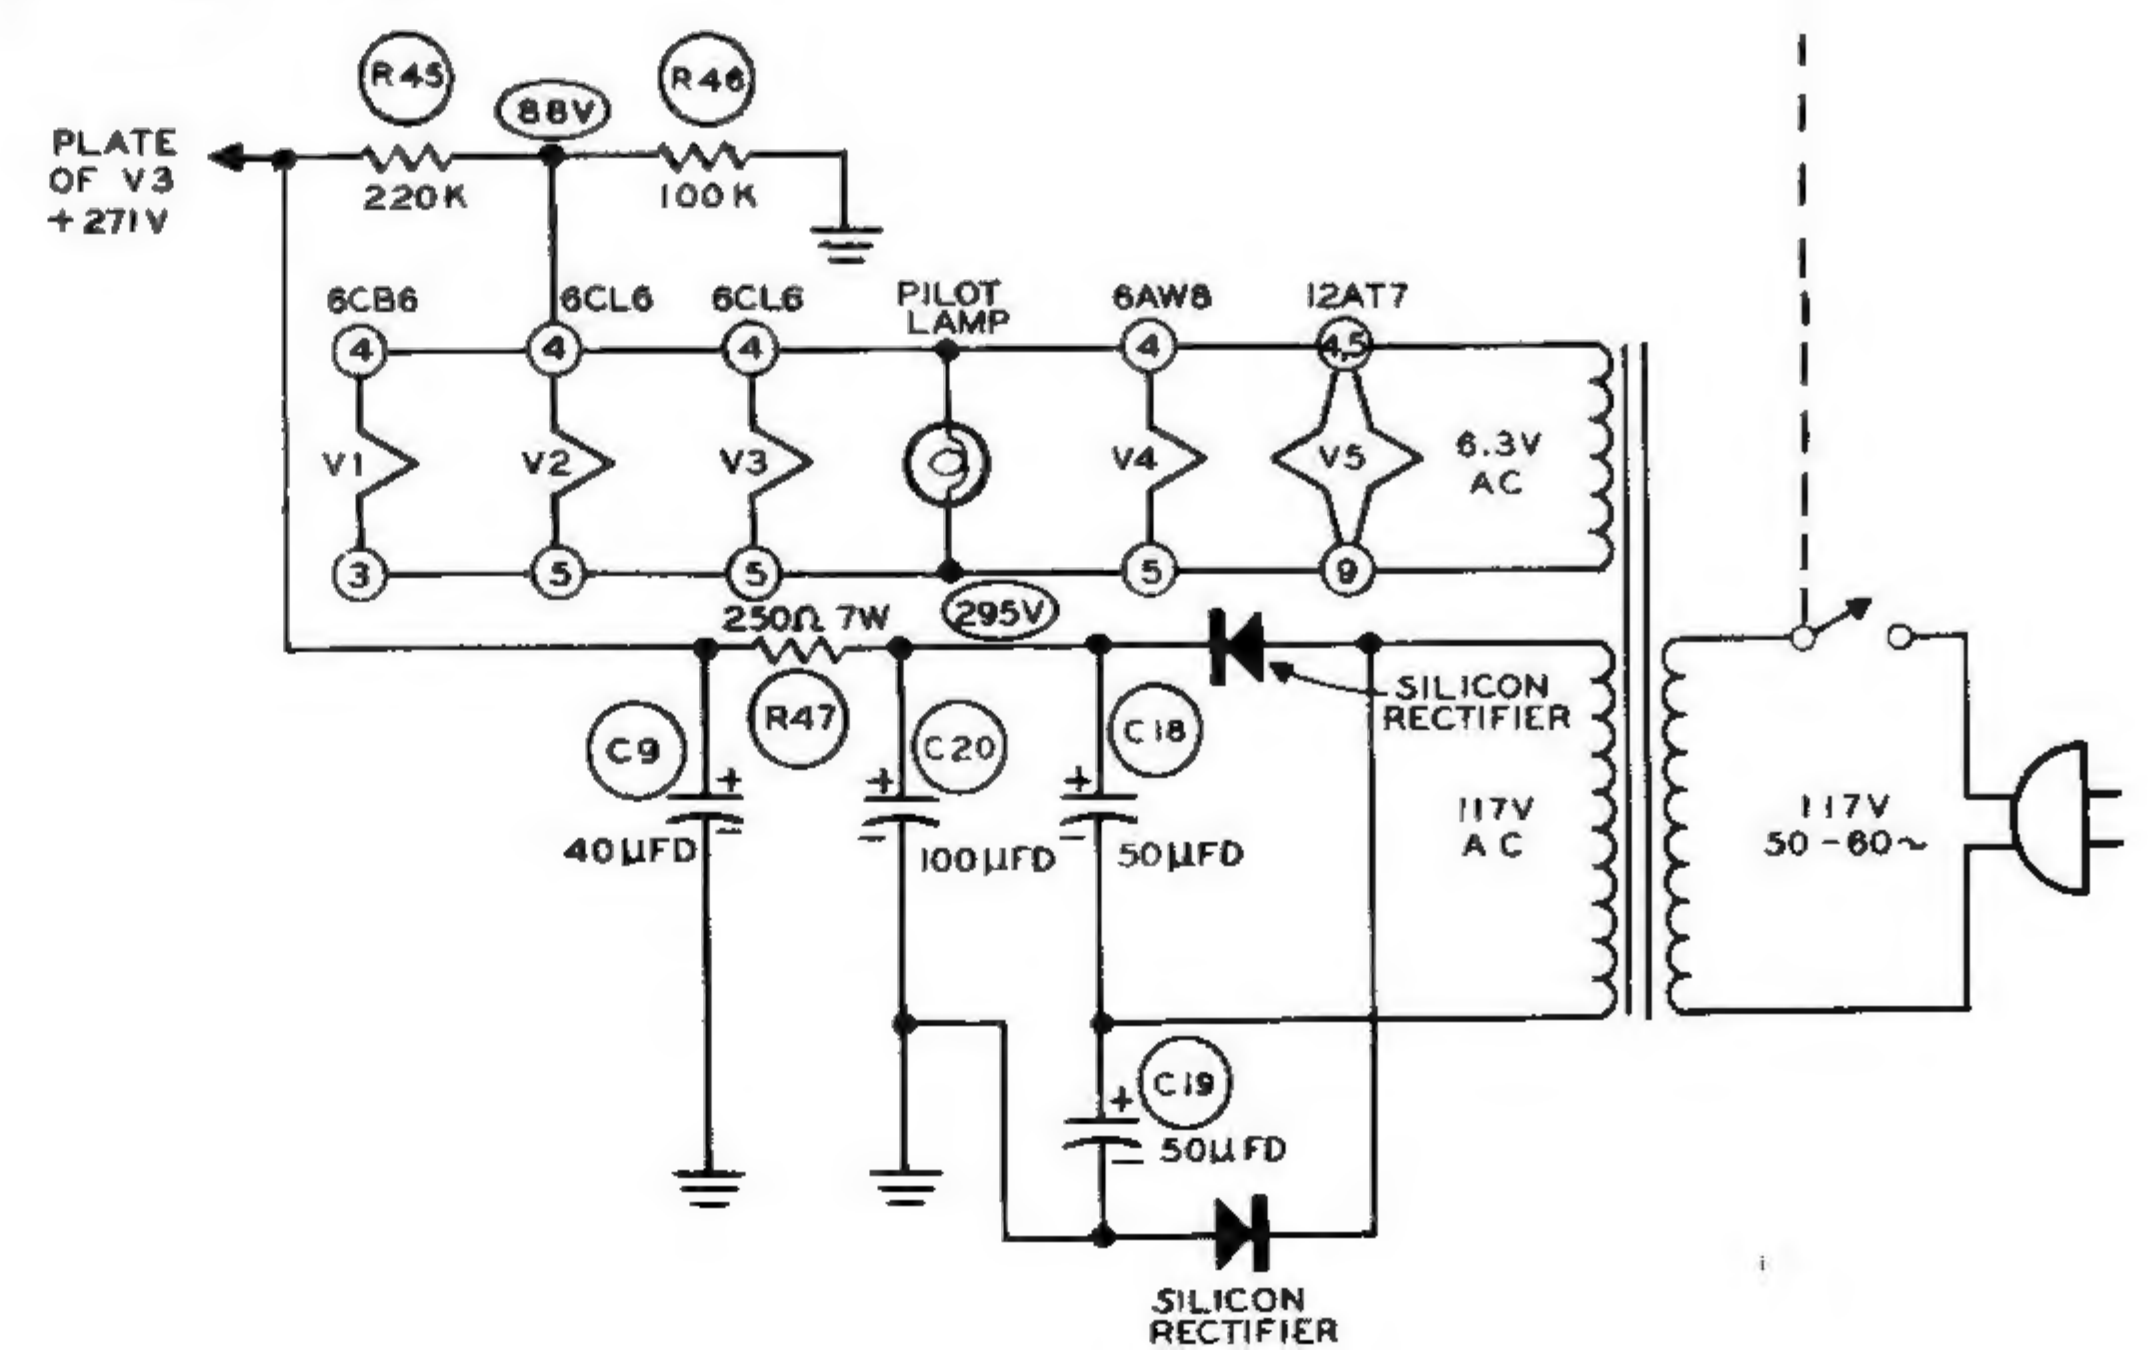 R45
88V
R46
PLATE
OF V3
+271V
220K
100K
6CB6
6CL6
6CL6
PILOT
LAMP
6AW8
12AT7
4
4
4
4
4,5
V1
V2
V3
V4
V5
6.3V
AC
3
5
5
5
9
250Ω 7W
295V
R47
SILICON
RECTIFIER
C9
C20
C18
+
-
40µFD
+
-
100µFD
+
-
50µFD
117V
AC
117V
50-60~
C19
+
-
50µFD
SILICON
RECTIFIER